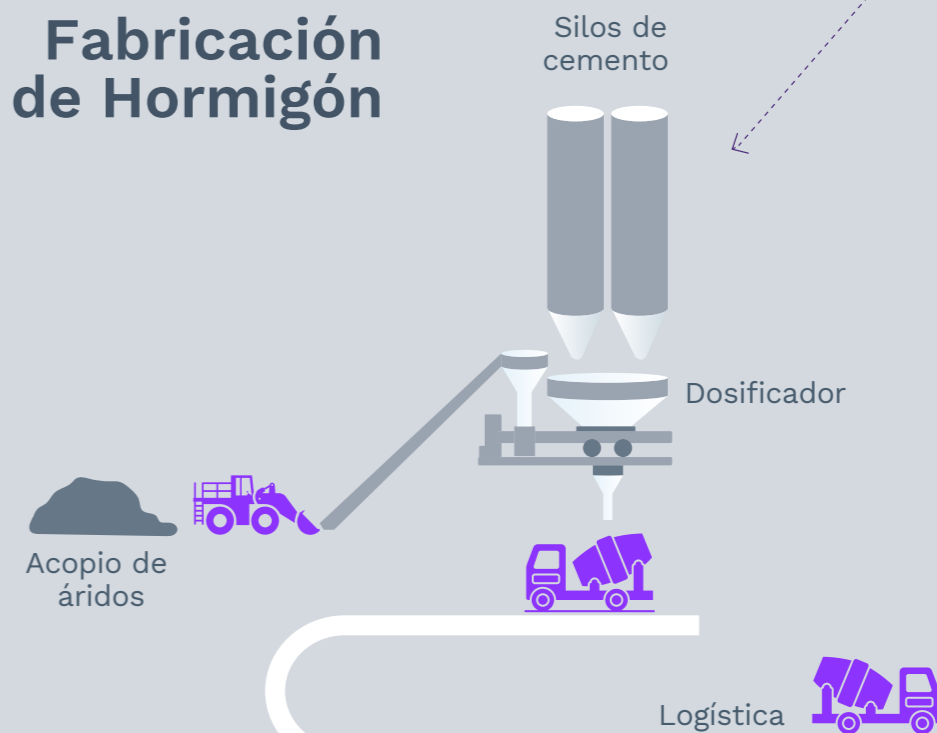 Fabricación
de Hormigón
Silos de
cemento
Dosificador
Acopio de
áridos
Logística